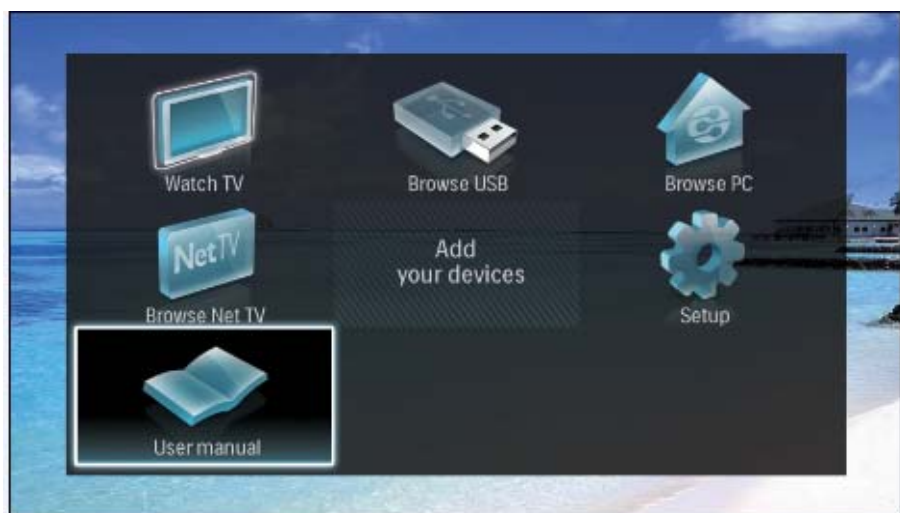 Watch TV
Browse USB
Browse PC
NetTV
Browse Net TV
Add
your devices
Setup
User manual